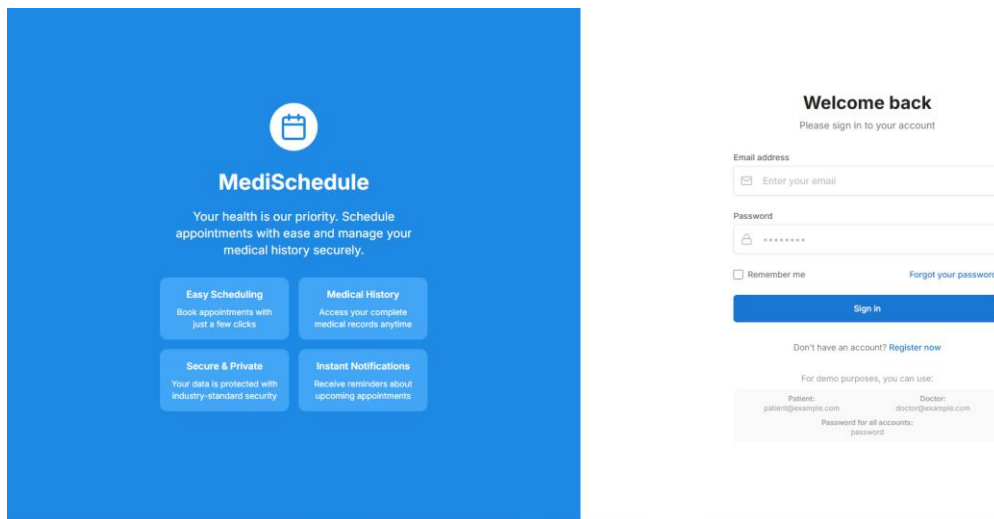 MediSchedule
Your health is our priority. Schedule
appointments with ease and manage your
medical history securely.
Easy Scheduling
Book appointments with
just a few clicks
Medical History
Access your complete
medical records anytime
Secure & Private
Your data is protected with
industry-standard security
Instant Notifications
Receive reminders about
upcoming appointments
Welcome back
Please sign in to your account
Email address
Enter your email
Password
••••••••
Remember me
Forgot your password
Sign in
Don't have an account? Register now
For demo purposes, you can use:
Patient:
patient@example.com
Doctor:
doctor@example.com
Password for all accounts:
password